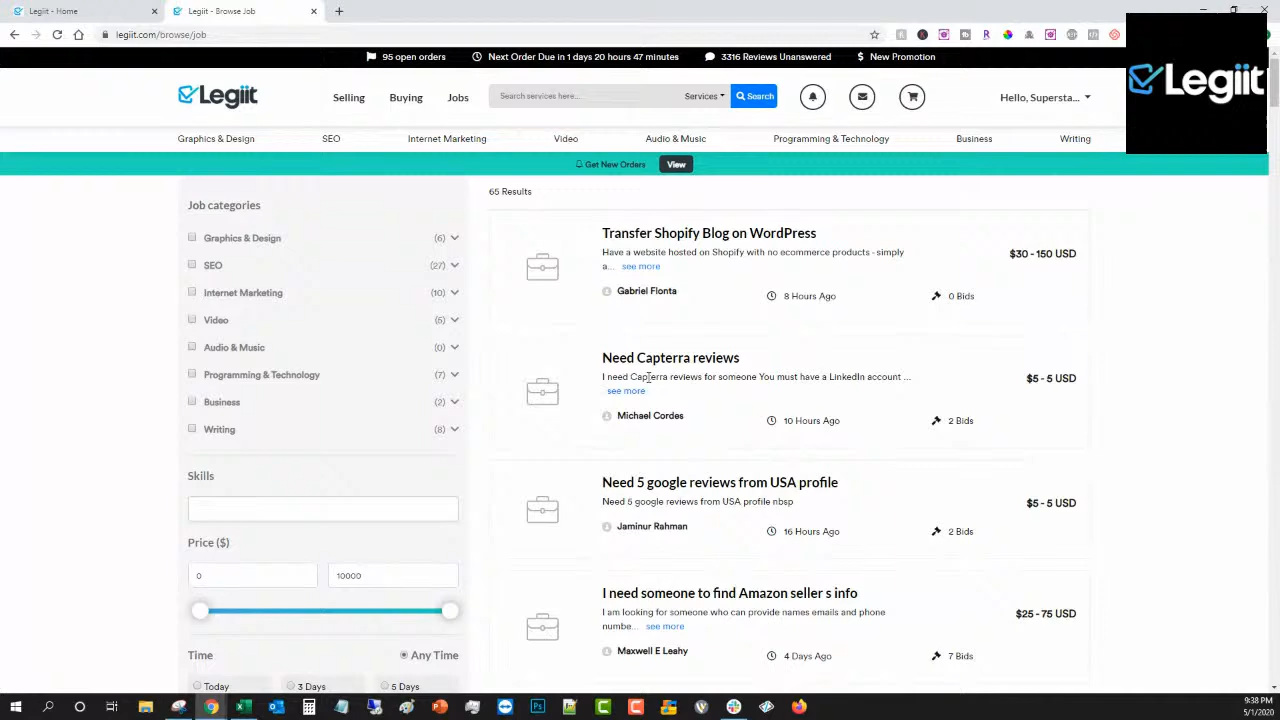 Legiit - Home
Legiit - Browse Job
legiit.com/browse/job
95 open orders
Next Order Due in 1 days 20 hours 47 minutes
3316 Reviews Unanswered
New Promotion
Legiit
Legiit
Selling
Buying
Jobs
Search services here...
Services
Search
Hello, Supersta...
Graphics & Design
SEO
Internet Marketing
Video
Audio & Music
Programming & Technology
Business
Writing
Get New Orders
View
Job categories
Graphics & Design (6)
SEO (27)
Internet Marketing (10)
Video (5)
Audio & Music (0)
Programming & Technology (7)
Business (2)
Writing (8)
Skills
Price ($)
0
10000
Time
Any Time
Today
3 Days
5 Days
65 Results
Transfer Shopify Blog on WordPress
Have a website hosted on Shopify with no ecommerce products - simply
a... see more
$30 - 150 USD
Gabriel Flonta
8 Hours Ago
0 Bids
Need Capterra reviews
I need Capterra reviews for someone You must have a LinkedIn account ...
see more
$5 - 5 USD
Michael Cordes
10 Hours Ago
2 Bids
Need 5 google reviews from USA profile
Need 5 google reviews from USA profile nbsp
$5 - 5 USD
Jaminur Rahman
16 Hours Ago
2 Bids
I need someone to find Amazon seller s info
I am looking for someone who can provide names emails and phone
numbe... see more
$25 - 75 USD
Maxwell E Leahy
4 Days Ago
7 Bids
9:38 PM
5/1/2020